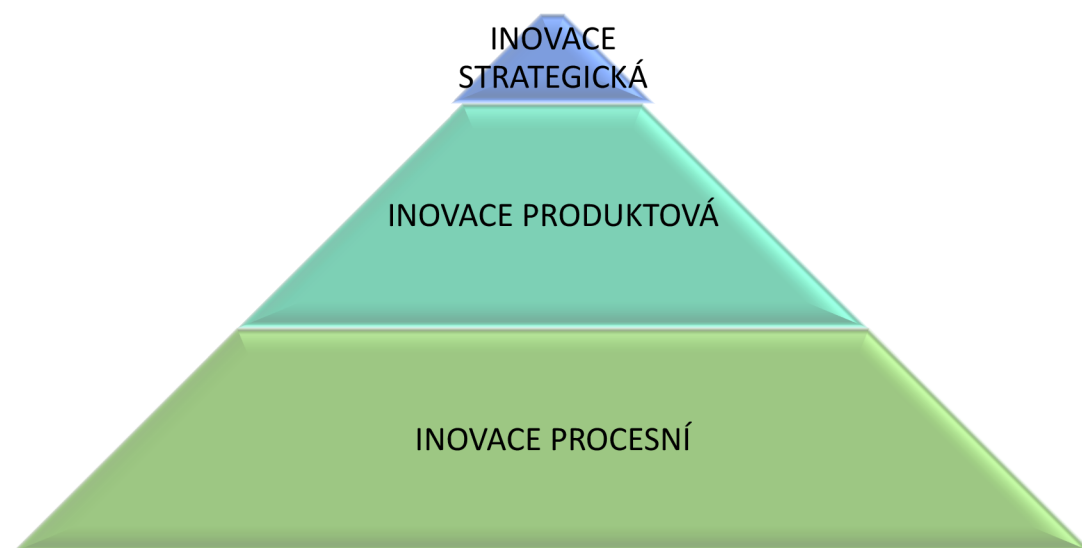 INOVACE
STRATEGICKÁ
INOVACE PRODUKTOVÁ
INOVACE PROCESNÍ